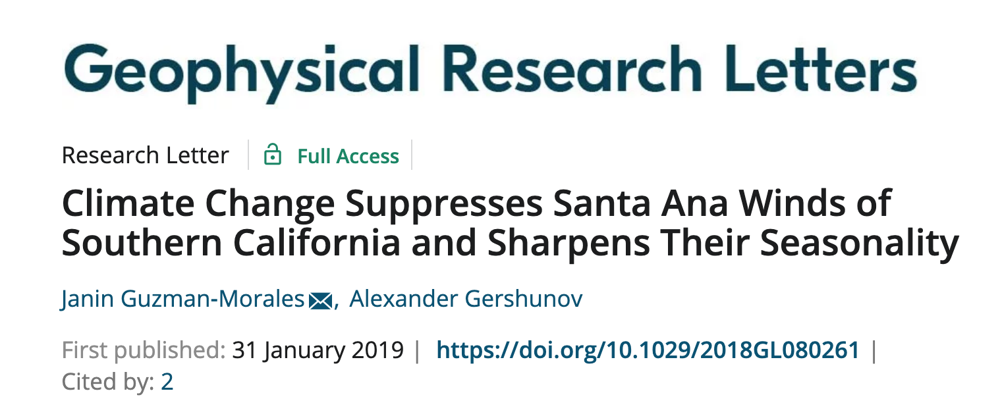 Geophysical Research Letters
Research Letter | Full Access |
Climate Change Suppresses Santa Ana Winds of
Southern California and Sharpens Their Seasonality
Janin Guzman-Morales, Alexander Gershunov
First published: 31 January 2019 | https://doi.org/10.1029/2018GL080261 |
Cited by: 2